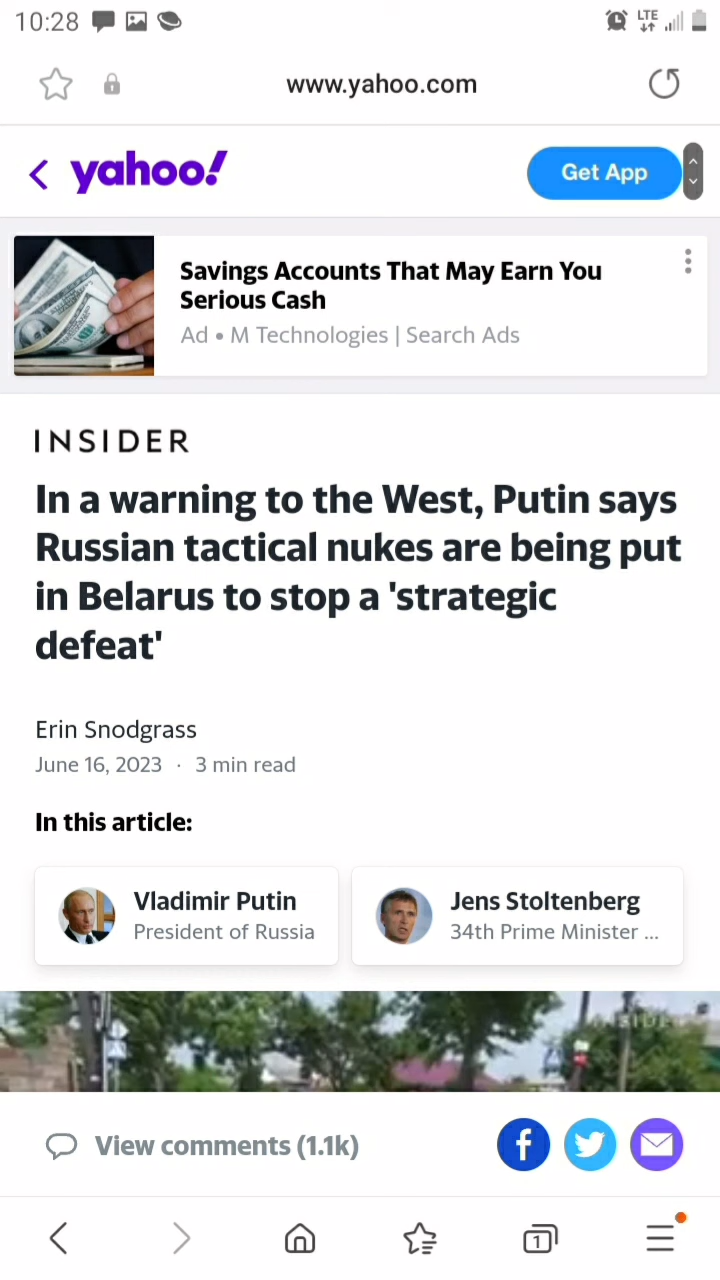 10:28
LTE
www.yahoo.com
yahoo!
Get App
Savings Accounts That May Earn You
Serious Cash
Ad • M Technologies | Search Ads
INSIDER
In a warning to the West, Putin says
Russian tactical nukes are being put
in Belarus to stop a 'strategic
defeat'
Erin Snodgrass
June 16, 2023 · 3 min read
In this article:
Vladimir Putin
President of Russia
Jens Stoltenberg
34th Prime Minister ...
INSIDER
View comments (1.1k)
1